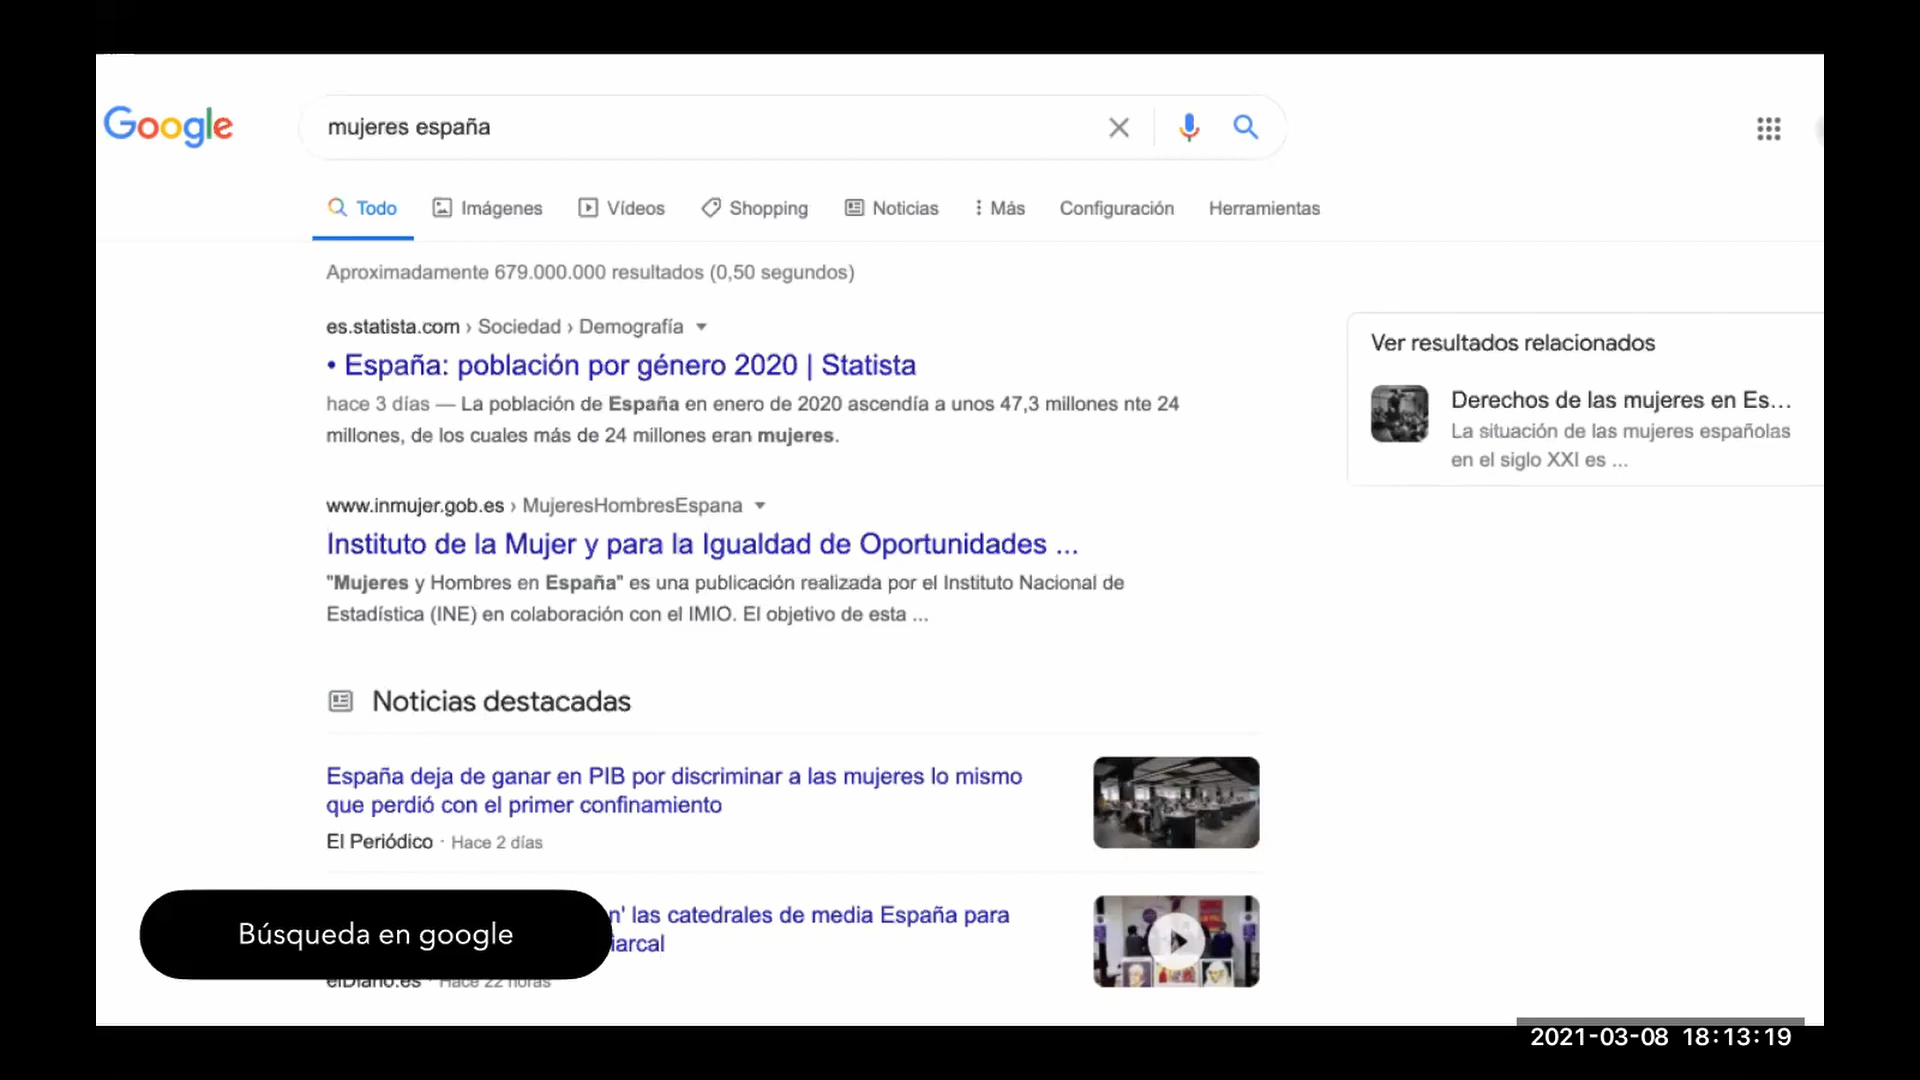 Google
mujeres españa
Todo Imágenes Vídeos Shopping Noticias Más Configuración Herramientas
Aproximadamente 679.000.000 resultados (0,50 segundos)
es.statista.com › Sociedad › Demografía
• España: población por género 2020 | Statista
hace 3 días — La población de España en enero de 2020 ascendía a unos 47,3 millones nte 24
millones, de los cuales más de 24 millones eran mujeres.
www.inmujer.gob.es › MujeresHombresEspana
Instituto de la Mujer y para la Igualdad de Oportunidades ...
"Mujeres y Hombres en España" es una publicación realizada por el Instituto Nacional de
Estadística (INE) en colaboración con el IMIO. El objetivo de esta ...
Noticias destacadas
España deja de ganar en PIB por discriminar a las mujeres lo mismo
que perdió con el primer confinamiento
El Periódico · Hace 2 días
n' las catedrales de media España para
iarcal
elDiario.es · Hace 22 horas
Ver resultados relacionados
Derechos de las mujeres en Es...
La situación de las mujeres españolas
en el siglo XXI es ...
Búsqueda en google
2021-03-08 18:13:19